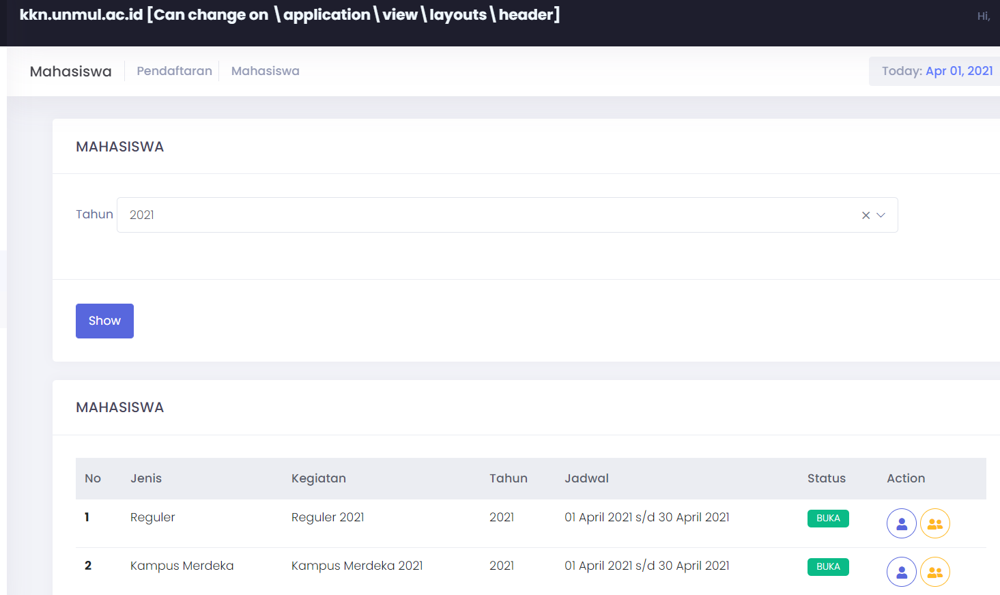 kkn.unmul.ac.id [Can change on \application\view\layouts\header]
Hi,
Mahasiswa Pendaftaran Mahasiswa
Today: Apr 01, 2021
MAHASISWA
Tahun 2021
Show
MAHASISWA
No Jenis Kegiatan Tahun Jadwal Status Action
1 Reguler Reguler 2021 2021 01 April 2021 s/d 30 April 2021 BUKA
2 Kampus Merdeka Kampus Merdeka 2021 2021 01 April 2021 s/d 30 April 2021 BUKA